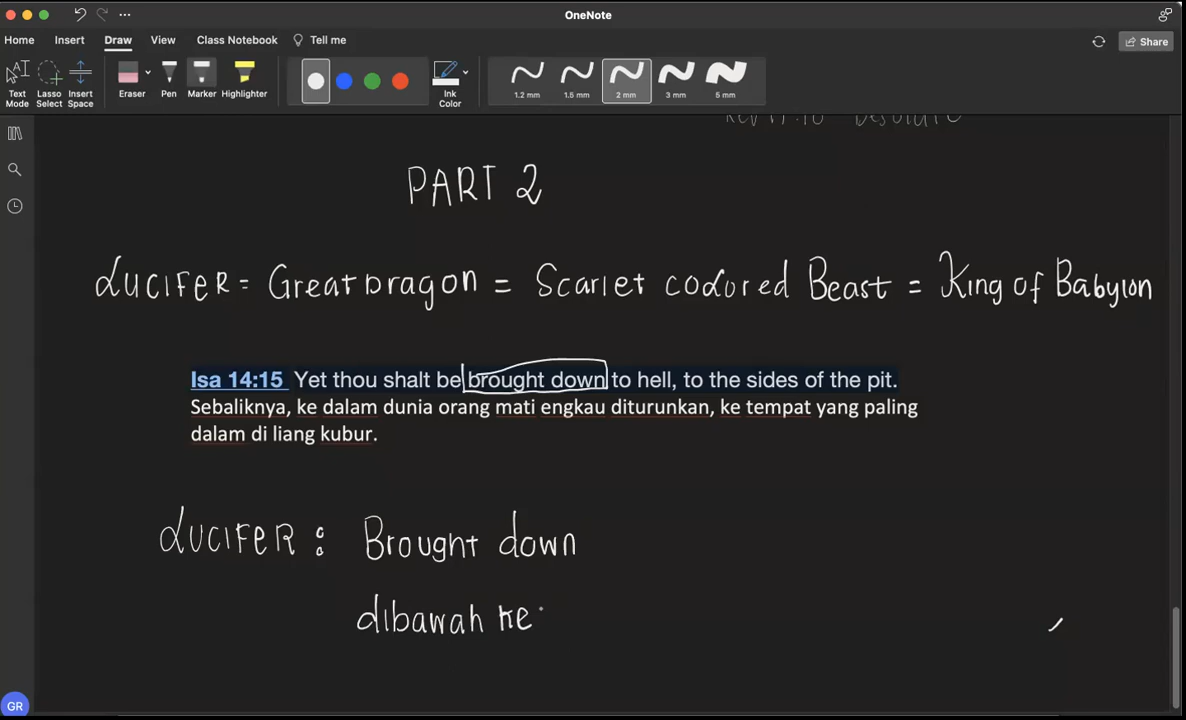 OneNote
Home Insert Draw View Class Notebook Tell me
Share
Text Mode
Lasso Select
Insert Space
Eraser
Pen
Marker
Highlighter
Ink Color
1.2 mm
1.5 mm
2 mm
3 mm
5 mm
PART 2
LUCIFER = Great Dragon = Scarlet colored Beast = King of Babylon
Isa 14:15 Yet thou shalt be brought down to hell, to the sides of the pit.
Sebaliknya, ke dalam dunia orang mati engkau diturunkan, ke tempat yang paling
dalam di liang kubur.
LUCIFER : Brought down
dibawah ke
GR